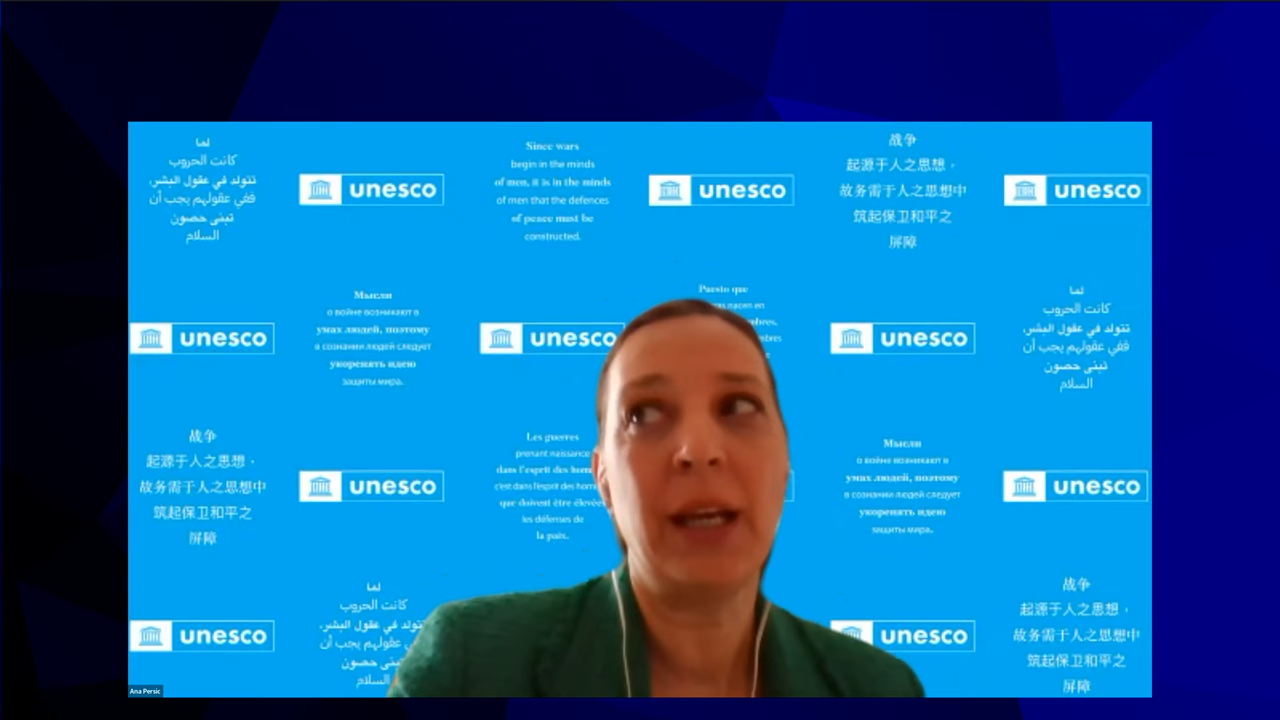 لما
كانت الحروب
تتولد في عقول البشر،
ففي عقولهم يجب أن
تبنى حصون
السلام
unesco
Since wars
begin in the minds
of men, it is in the minds
of men that the defences
of peace must be
constructed.
unesco
战争
起源于人之思想，
故务需于人之思想中
筑起保卫和平之
屏障
unesco
unesco
Мысли
о войне возникают в
умах людей, поэтому
в сознании людей следует
укоренять идею
защиты мира.
unesco
Puesto que
nacen en
unesco
لما
كانت الحروب
تتولد في عقول البشر،
ففي عقولهم يجب أن
تبنى حصون
السلام
战争
起源于人之思想，
故务需于人之思想中
筑起保卫和平之
屏障
unesco
Les guerres
prenant naissance
dans l'esprit des
c'est dans l'esprit des
que doivent être élevées
les défenses de
la paix.
Мысли
о войне возникают в
умах людей, поэтому
в сознании людей следует
укоренять идею
защиты мира.
unesco
unesco
لما
كانت الحروب
تتولد في عقول
عقولهم يجب أن
حصون
السلام
unesco
战争
起源于人之思想，
故务需于人之思想中
筑起保卫和平之
屏障
Ana Persic